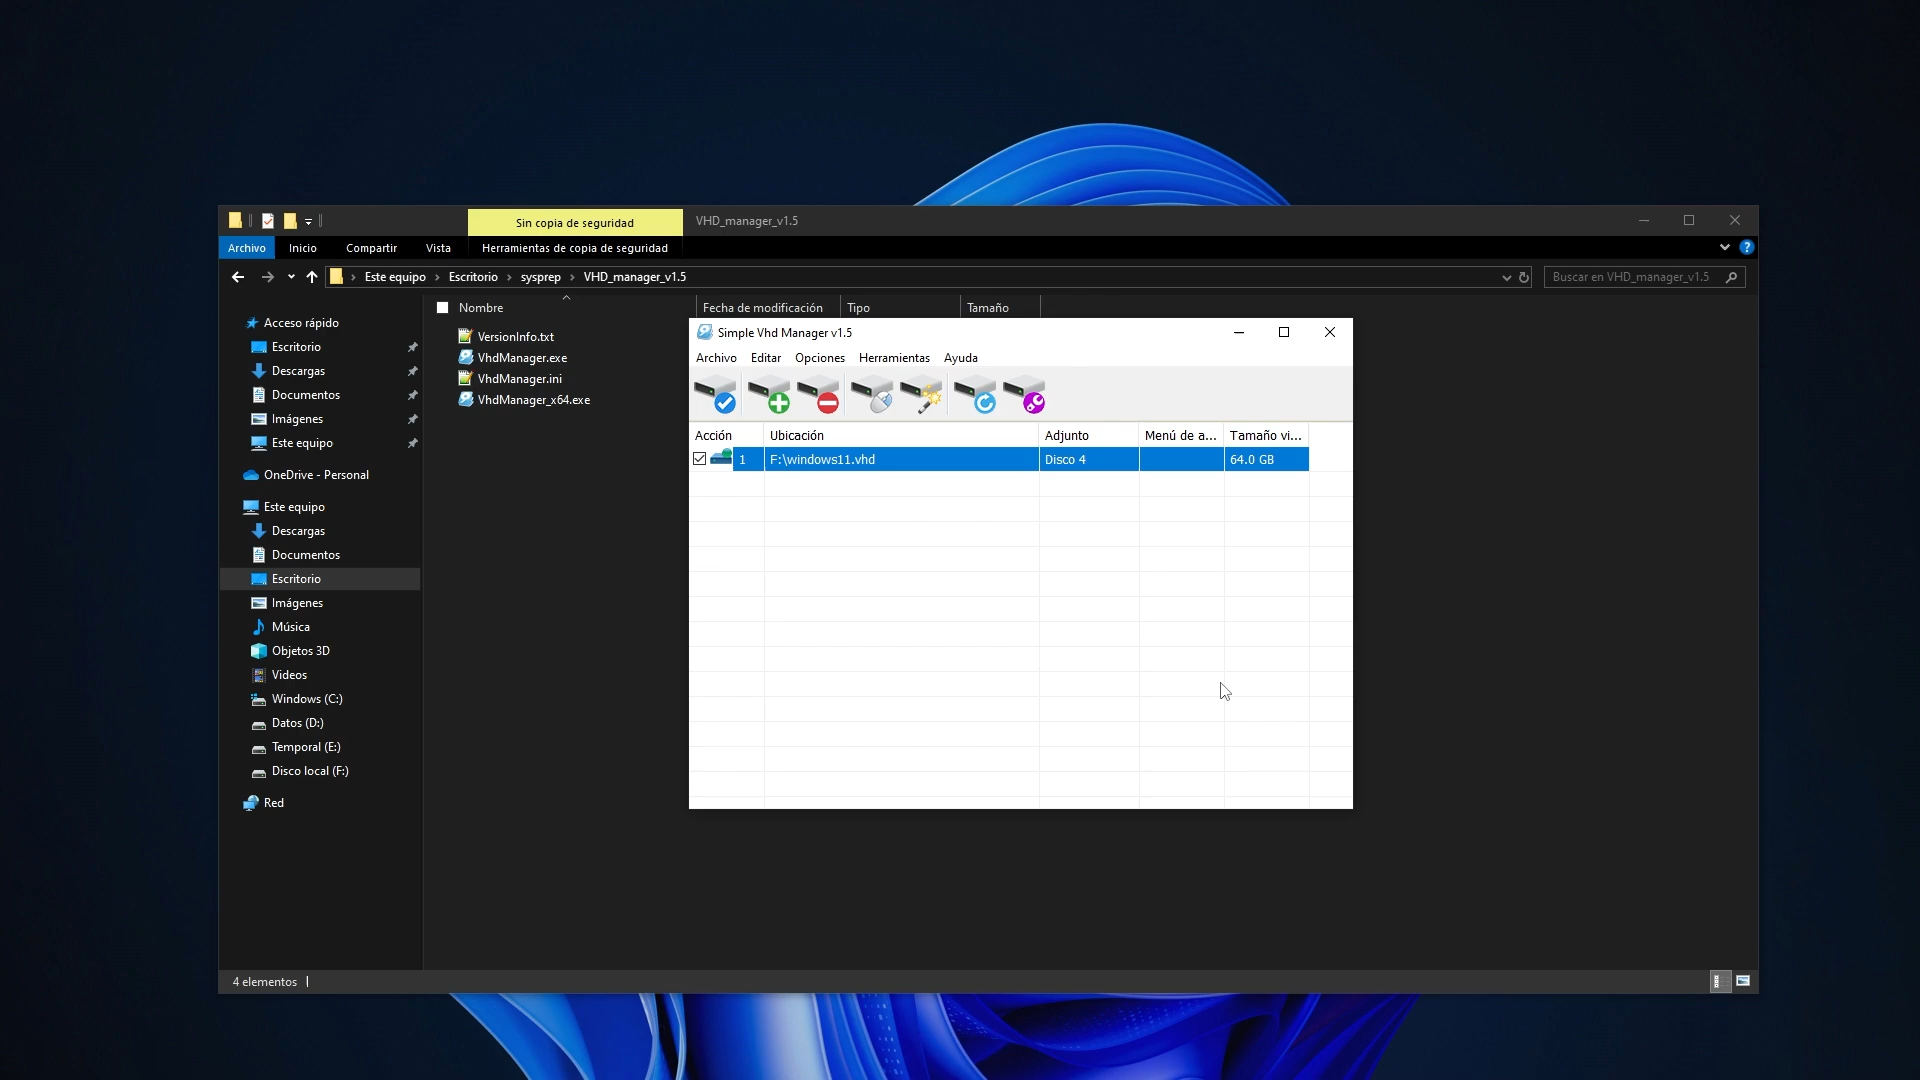 Sin copia de seguridad
VHD_manager_v1.5
Archivo
Inicio
Compartir
Vista
Herramientas de copia de seguridad
Este equipo
Escritorio
sysprep
VHD_manager_v1.5
Buscar en VHD_manager_v1.5
Nombre
Fecha de modificación
Tipo
Tamaño
Acceso rápido
Escritorio
Descargas
Documentos
Imágenes
Este equipo
OneDrive - Personal
Este equipo
Descargas
Documentos
Escritorio
Imágenes
Música
Objetos 3D
Videos
Windows (C:)
Datos (D:)
Temporal (E:)
Disco local (F:)
Red
VersionInfo.txt
VhdManager.exe
VhdManager.ini
VhdManager_x64.exe
Simple Vhd Manager v1.5
Archivo
Editar
Opciones
Herramientas
Ayuda
Acción
Ubicación
Adjunto
Menú de a...
Tamaño vi...
1
F:\windows11.vhd
Disco 4
64.0 GB
4 elementos